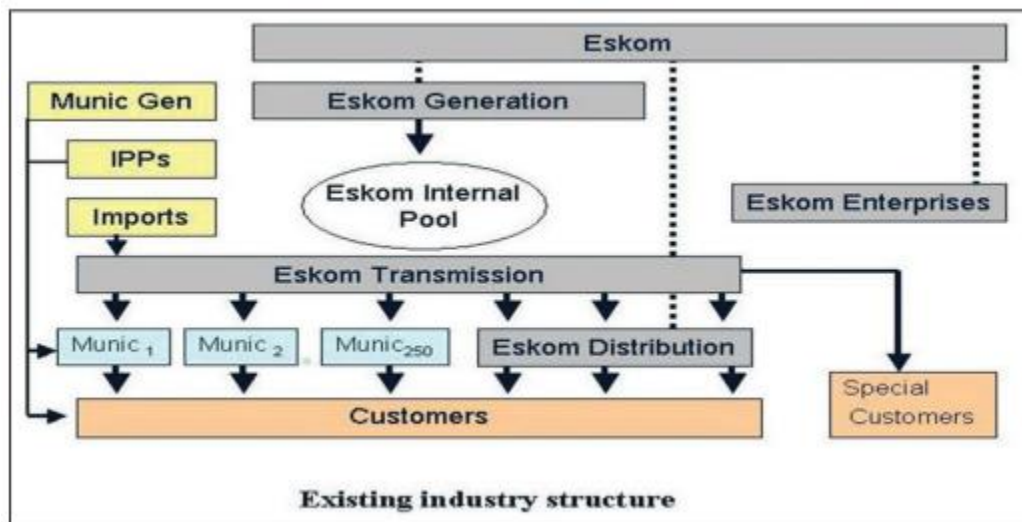 Eskom
Munic Gen
Eskom Generation
IPPs
Eskom Internal
Pool
Eskom Enterprises
Imports
Eskom Transmission
Munic 1
Munic 2
Munic250
Eskom Distribution
Special
Customers
Customers
Existing industry structure